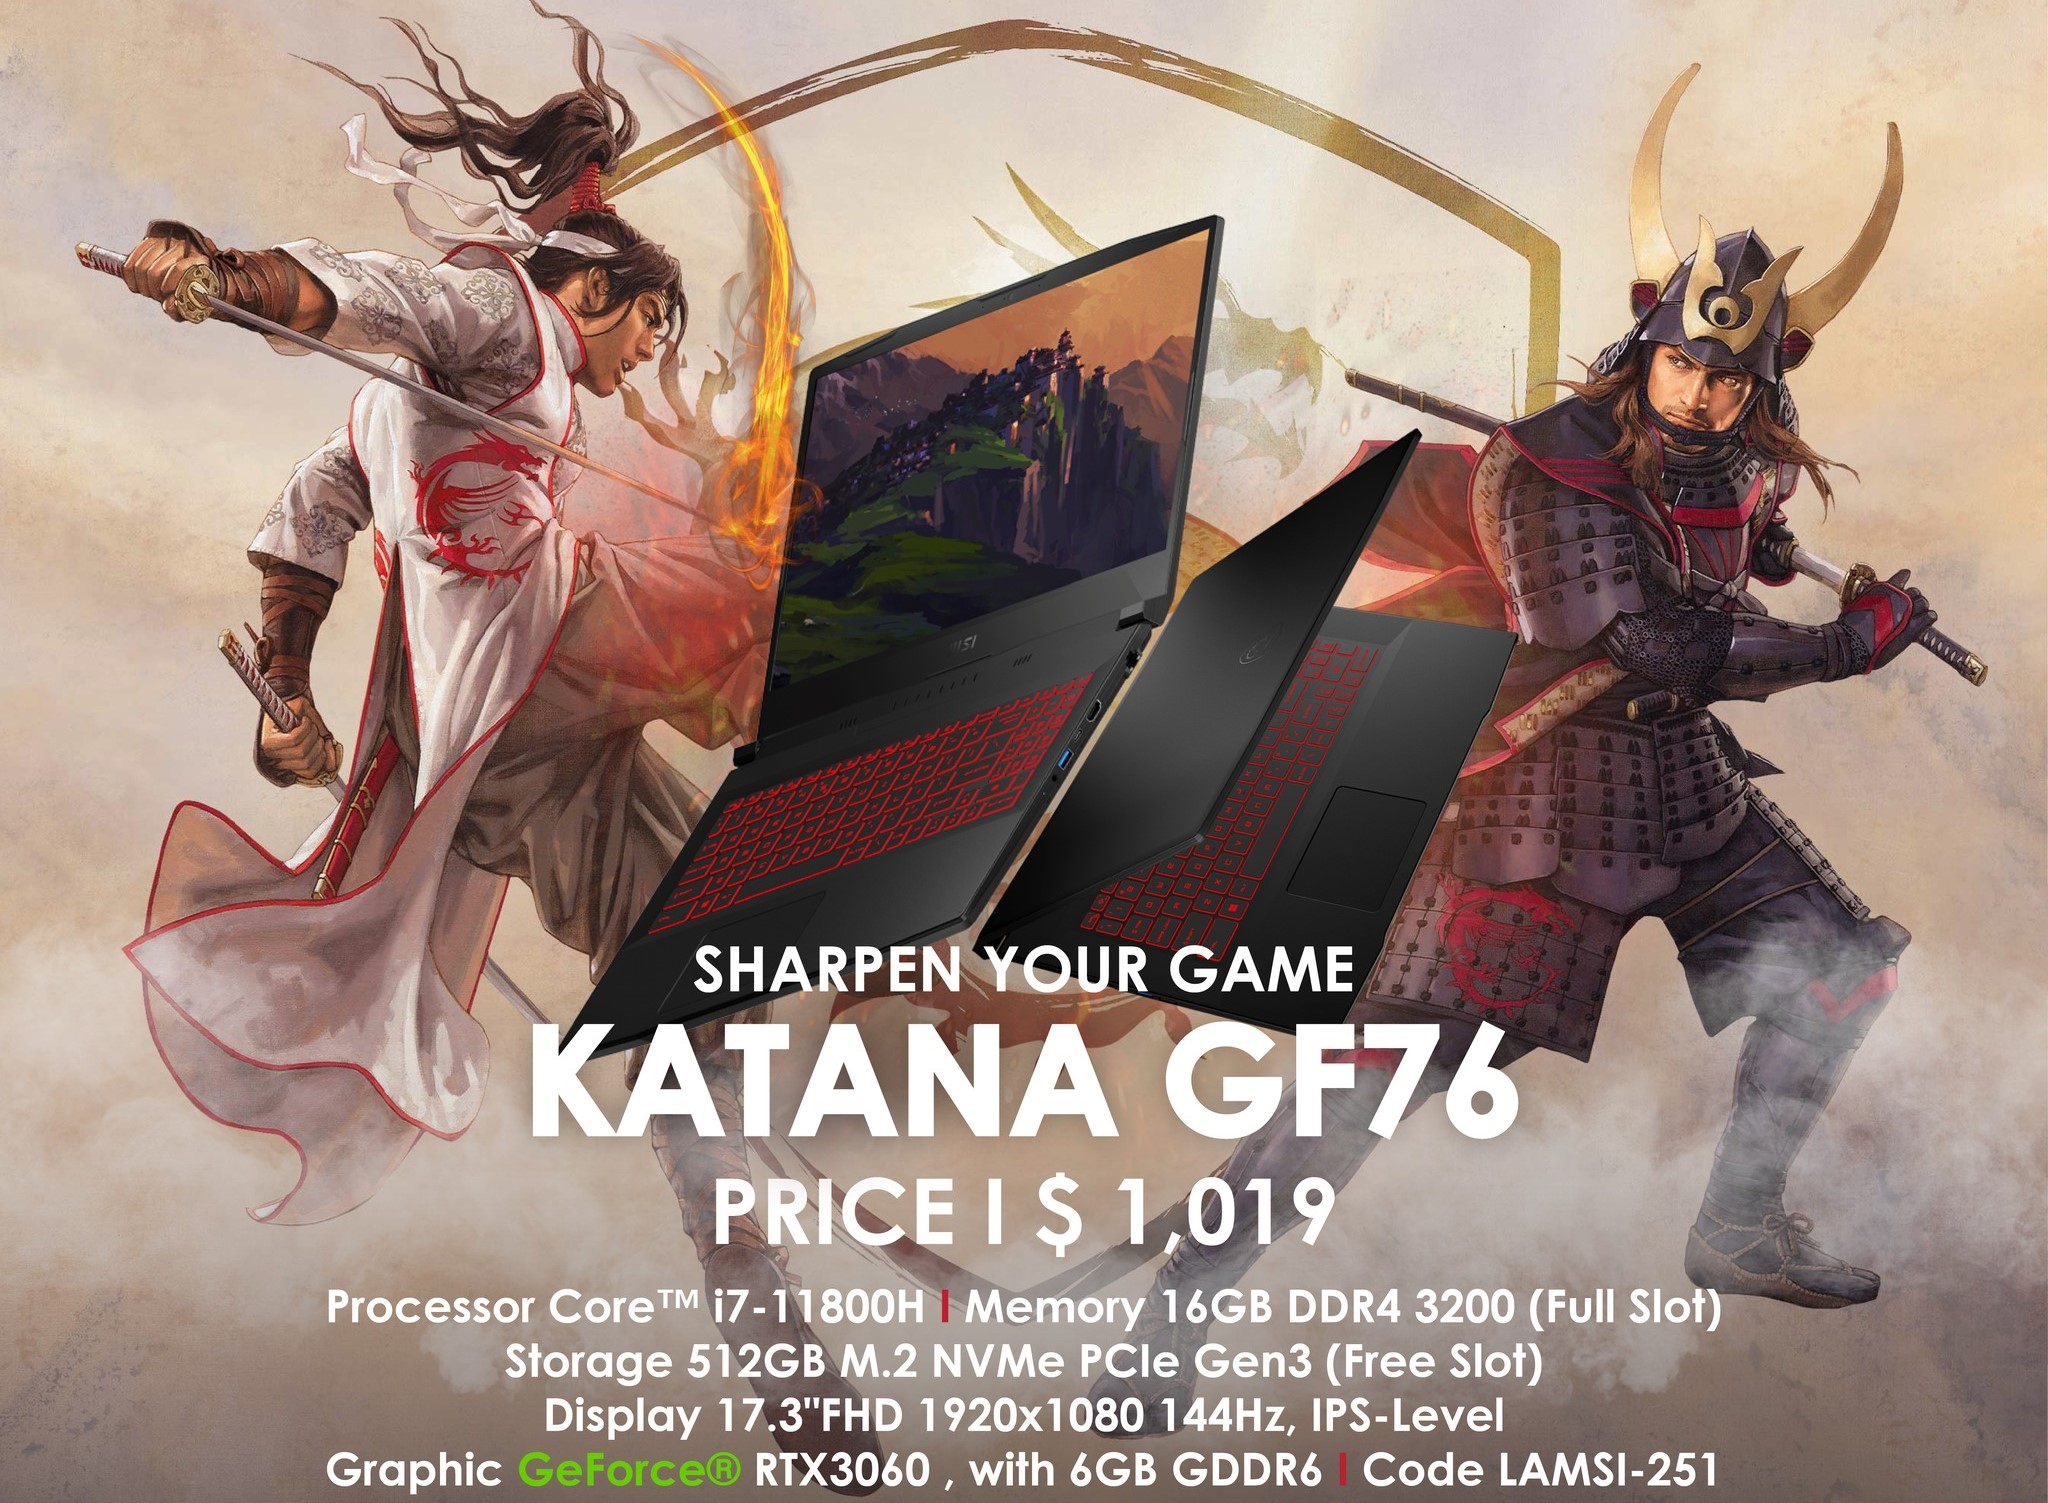 msi
SHARPEN YOUR GAME
KATANA GF76
PRICE I $ 1,019
Processor Core™ i7-11800H I Memory 16GB DDR4 3200 (Full Slot)
Storage 512GB M.2 NVMe PCIe Gen3 (Free Slot)
Display 17.3"FHD 1920x1080 144Hz, IPS-Level
Graphic GeForce® RTX3060 , with 6GB GDDR6 I Code LAMSI-251